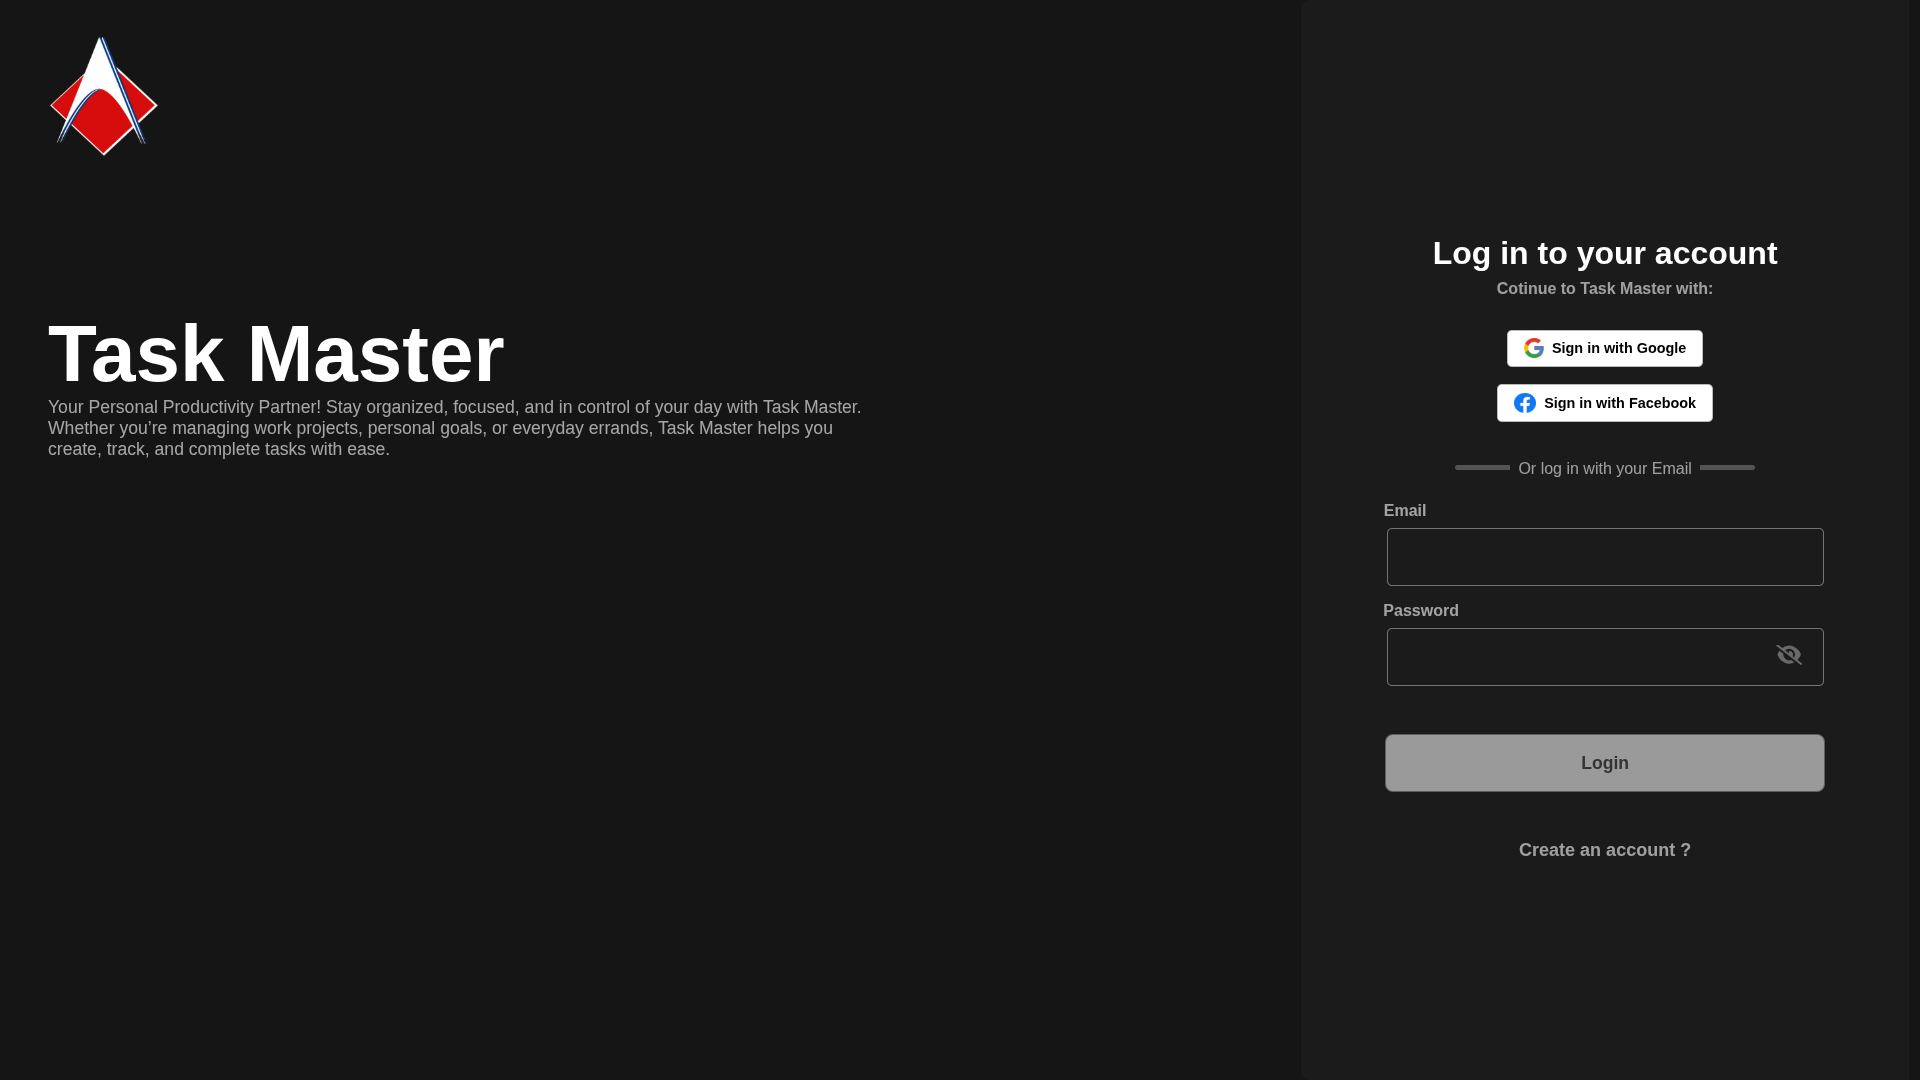 Task Master
Your Personal Productivity Partner! Stay organized, focused, and in control of your day with Task Master.
Whether you’re managing work projects, personal goals, or everyday errands, Task Master helps you
create, track, and complete tasks with ease.
Log in to your account
Cotinue to Task Master with:
Sign in with Google
Sign in with Facebook
Or log in with your Email
Email
Password
Login
Create an account ?